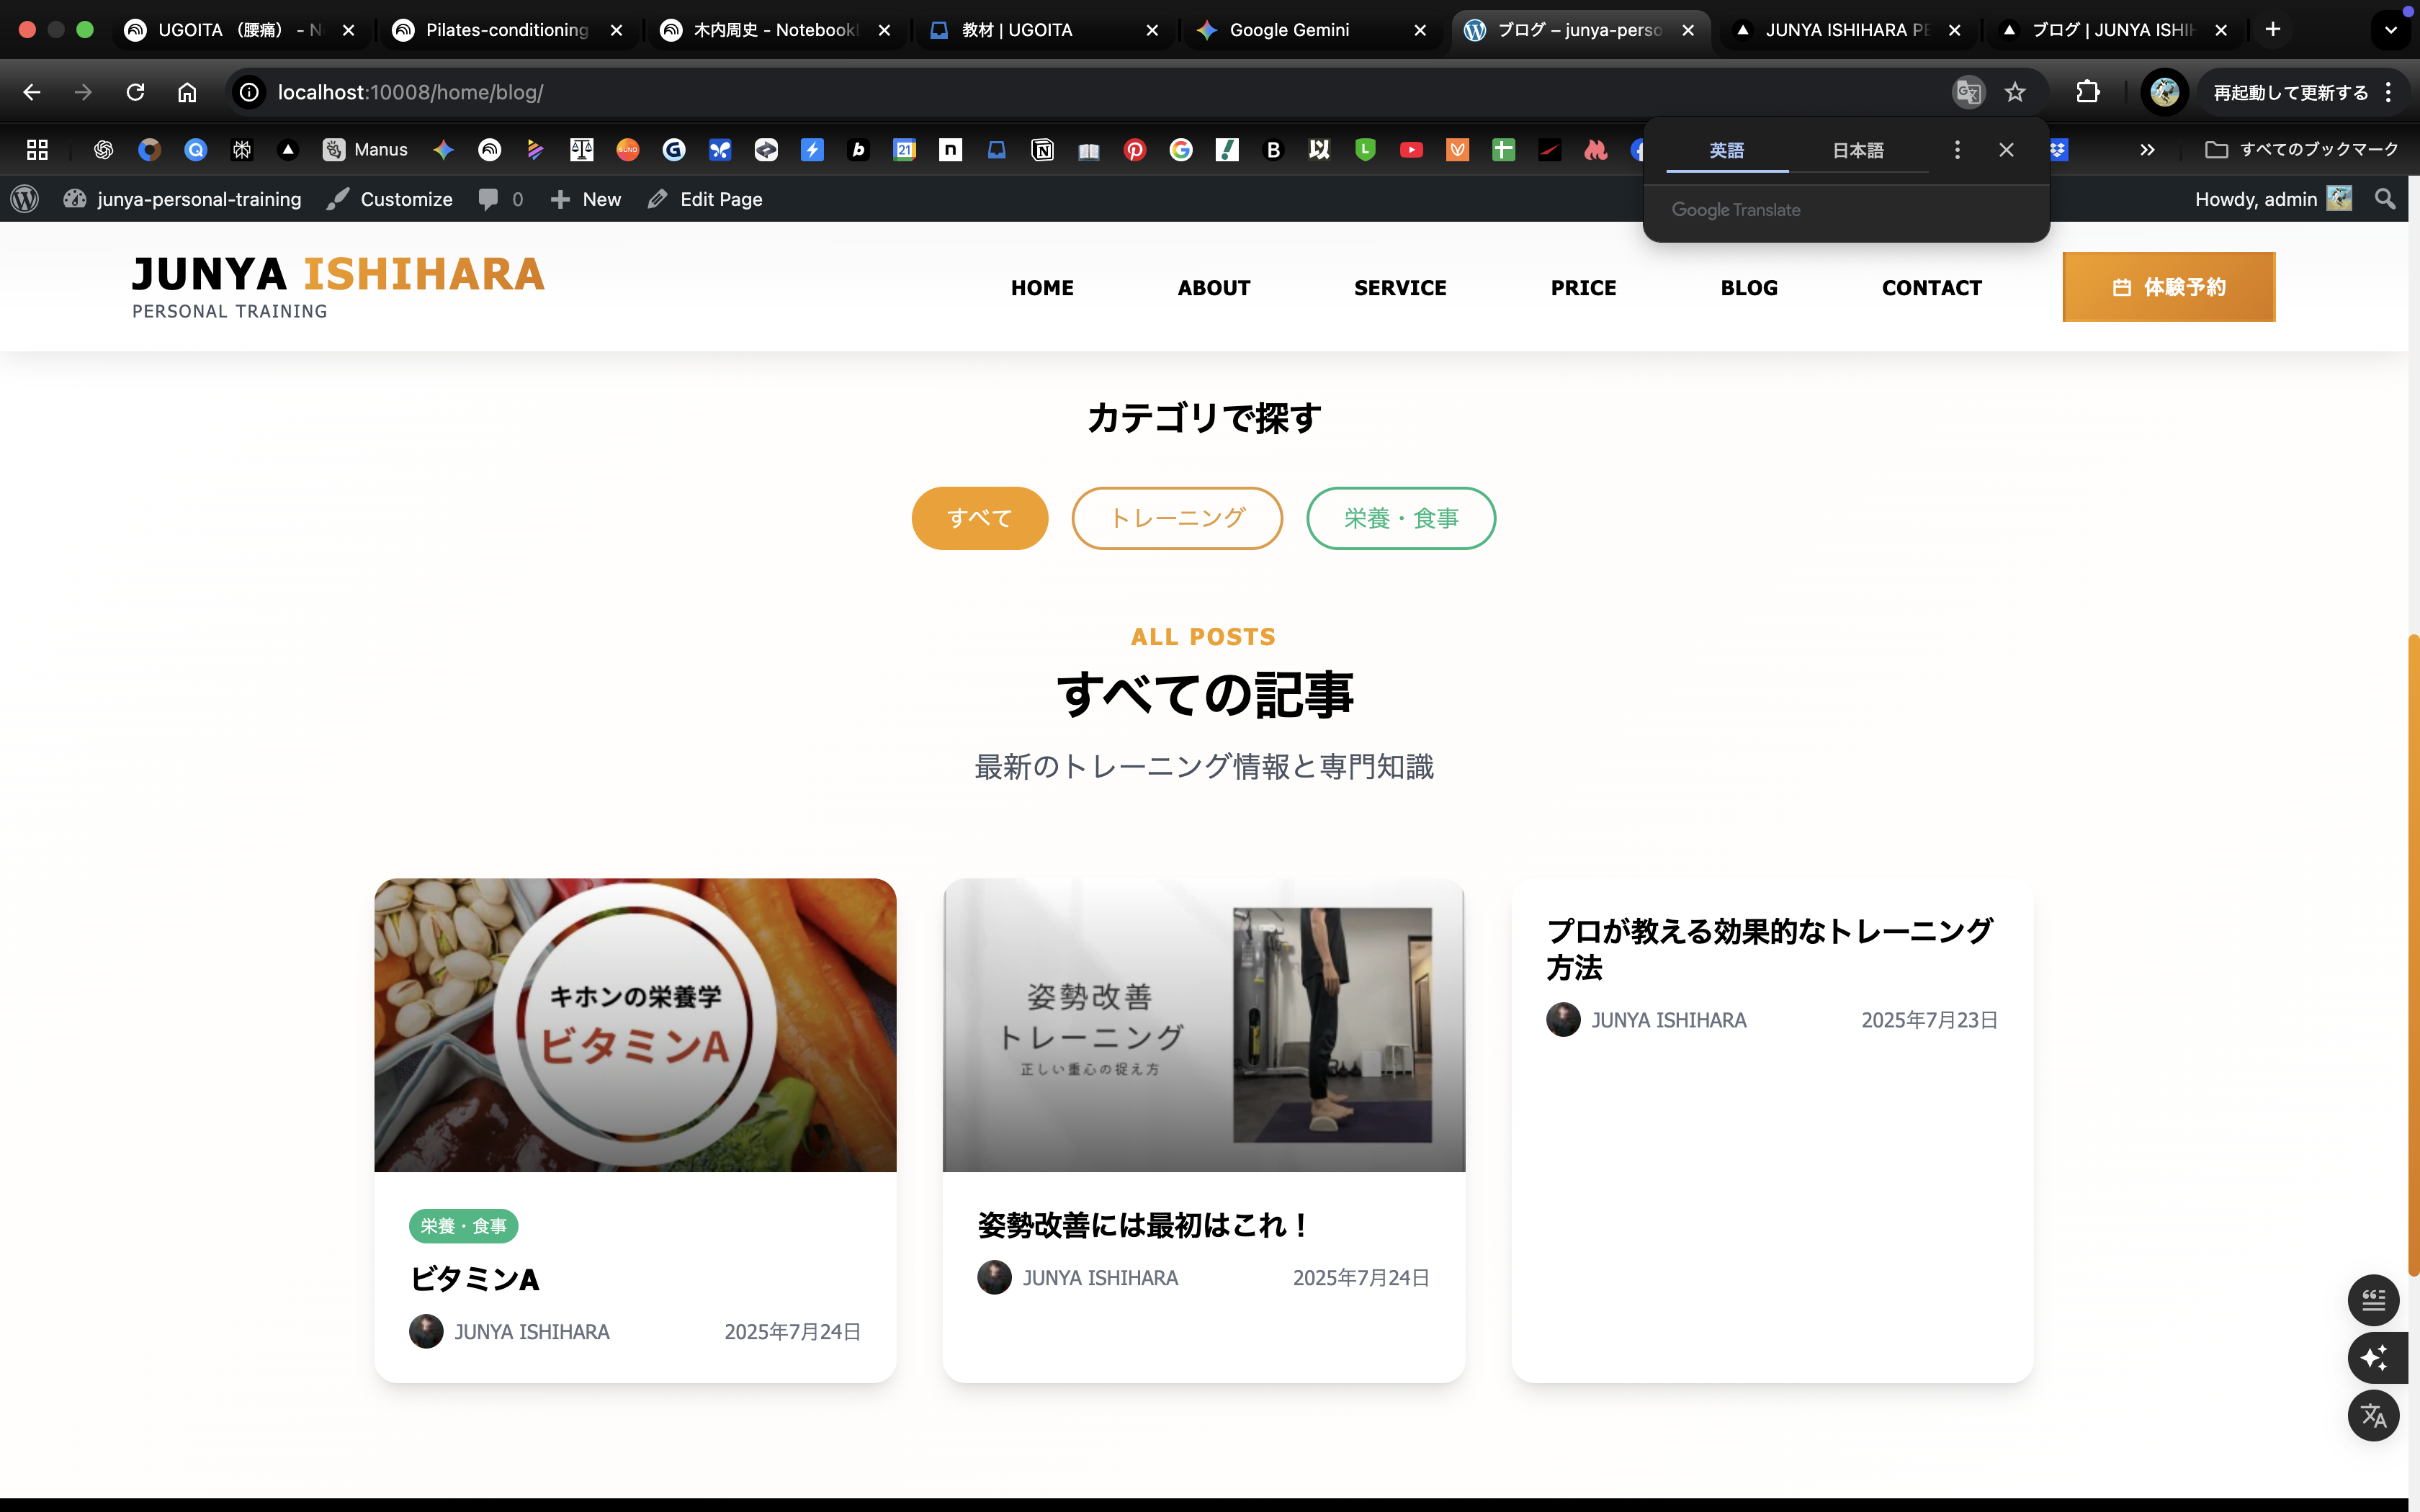 UGOITA （腰痛） - N
Pilates-conditioning
木内周史 - Notebookl
教材 | UGOITA
Google Gemini
ブログ – junya-perso
JUNYA ISHIHARA PE
ブログ | JUNYA ISHIH
localhost:10008/home/blog/
再起動して更新する
Manus
すべてのブックマーク
英語
日本語
Google Translate
junya-personal-training
Customize
0
New
Edit Page
Howdy, admin
JUNYA ISHIHARA
PERSONAL TRAINING
HOME
ABOUT
SERVICE
PRICE
BLOG
CONTACT
体験予約
カテゴリで探す
すべて
トレーニング
栄養・食事
ALL POSTS
すべての記事
最新のトレーニング情報と専門知識
キホンの栄養学
ビタミンA
栄養・食事
ビタミンA
JUNYA ISHIHARA
2025年7月24日
姿勢改善
トレーニング
正しい重心の捉え方
姿勢改善には最初はこれ！
JUNYA ISHIHARA
2025年7月24日
プロが教える効果的なトレーニング
方法
JUNYA ISHIHARA
2025年7月23日